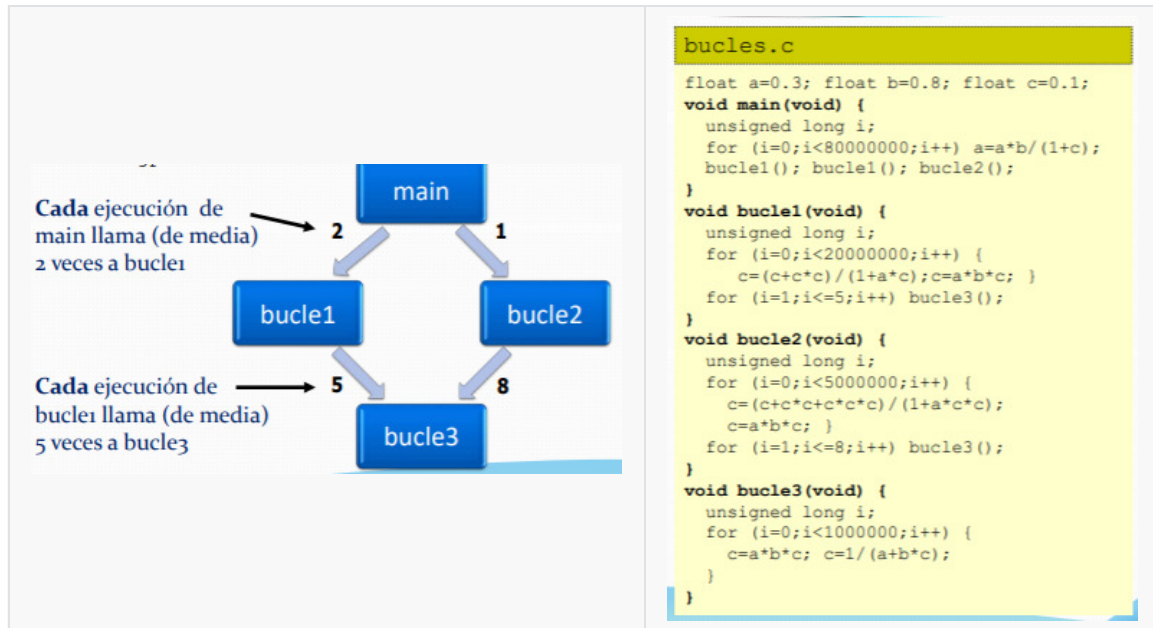 main
Cada ejecución de
main llama (de media)
2 veces a bucle1
2
1
bucle1
bucle2
Cada ejecución de
bucle1 llama (de media)
5 veces a bucle3
5
8
bucle3
bucles.c
float a=0.3; float b=0.8; float c=0.1;
void main(void) {
unsigned long i;
for (i=0;i<80000000;i++) a=a*b/(1+c);
bucle1(); bucle1(); bucle2();
}
void bucle1(void) {
unsigned long i;
for (i=0;i<20000000;i++) {
c=(c+c*c)/(1+a*c);c=a*b*c; }
for (i=1;i<=5;i++) bucle3();
}
void bucle2(void) {
unsigned long i;
for (i=0;i<5000000;i++) {
c=(c+c*c+c*c*c)/(1+a*c*c);
c=a*b*c; }
for (i=1;i<=8;i++) bucle3();
}
void bucle3(void) {
unsigned long i;
for (i=0;i<1000000;i++) {
c=a*b*c; c=1/(a+b*c);
}
}